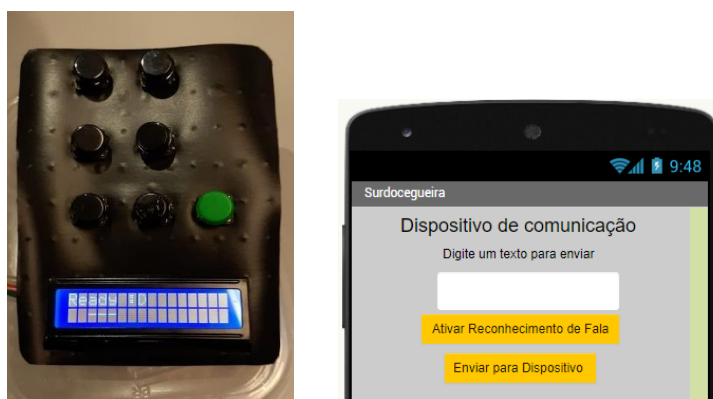 Ready :D
---
9:48
Surdocegueira
Dispositivo de comunicação
Digite um texto para enviar
Ativar Reconhecimento de Fala
Enviar para Dispositivo